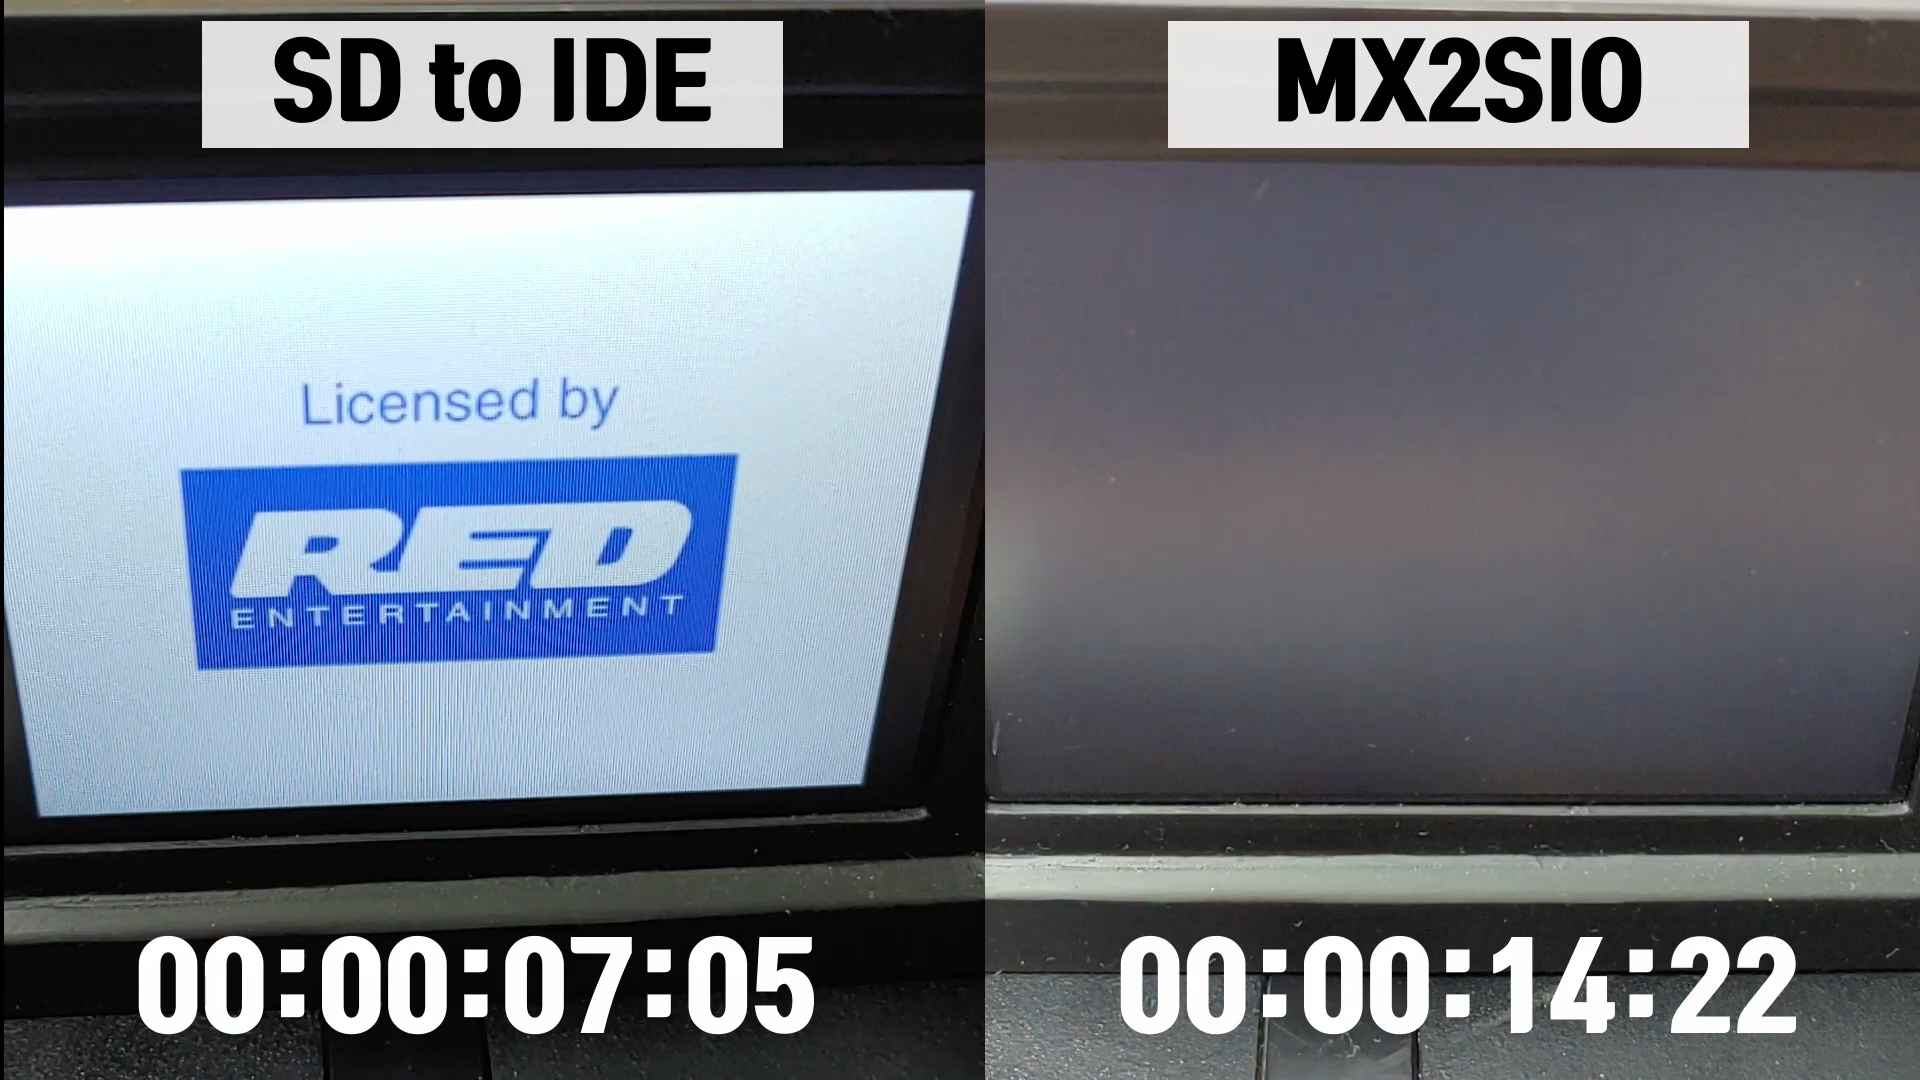 SD to IDE
MX2SIO
Licensed by
RED
ENTERTAINMENT
00:00:07:05
00:00:14:22